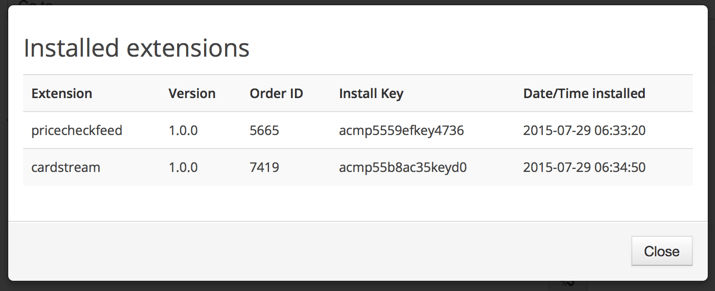 Installed extensions
Extension Version Order ID Install Key Date/Time installed
pricecheckfeed 1.0.0 5665 acmp5559efkey4736 2015-07-29 06:33:20
cardstream 1.0.0 7419 acmp55b8ac35keyd0 2015-07-29 06:34:50
Close